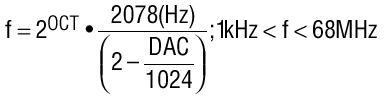 f = 2^OCT • 2078(Hz) / (2 – DAC/1024) ; 1kHz < f < 68MHz